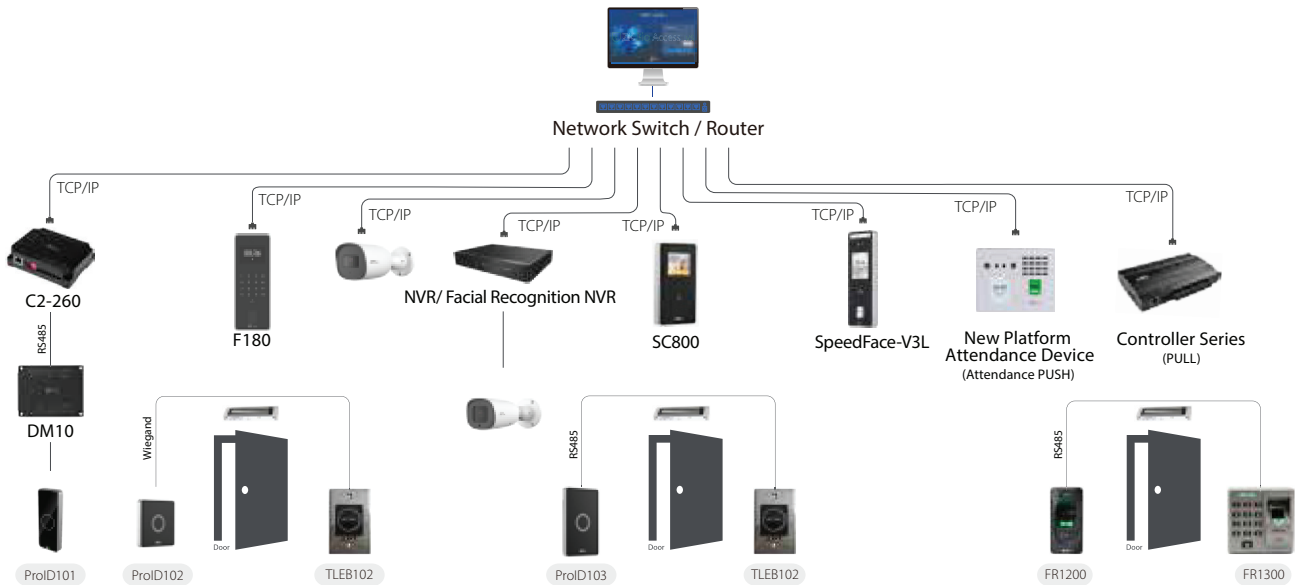 Network Switch / Router
TCP/IP
TCP/IP
TCP/IP
TCP/IP
TCP/IP
TCP/IP
TCP/IP
TCP/IP
C2-260
F180
NVR/ Facial Recognition NVR
SC800
SpeedFace-V3L
New Platform
Attendance Device
(Attendance PUSH)
Controller Series
(PULL)
RS485
DM10
Wiegand
RS485
RS485
Door
Door
Door
ProID101
ProID102
TLEB102
ProID103
TLEB102
FR1200
FR1300